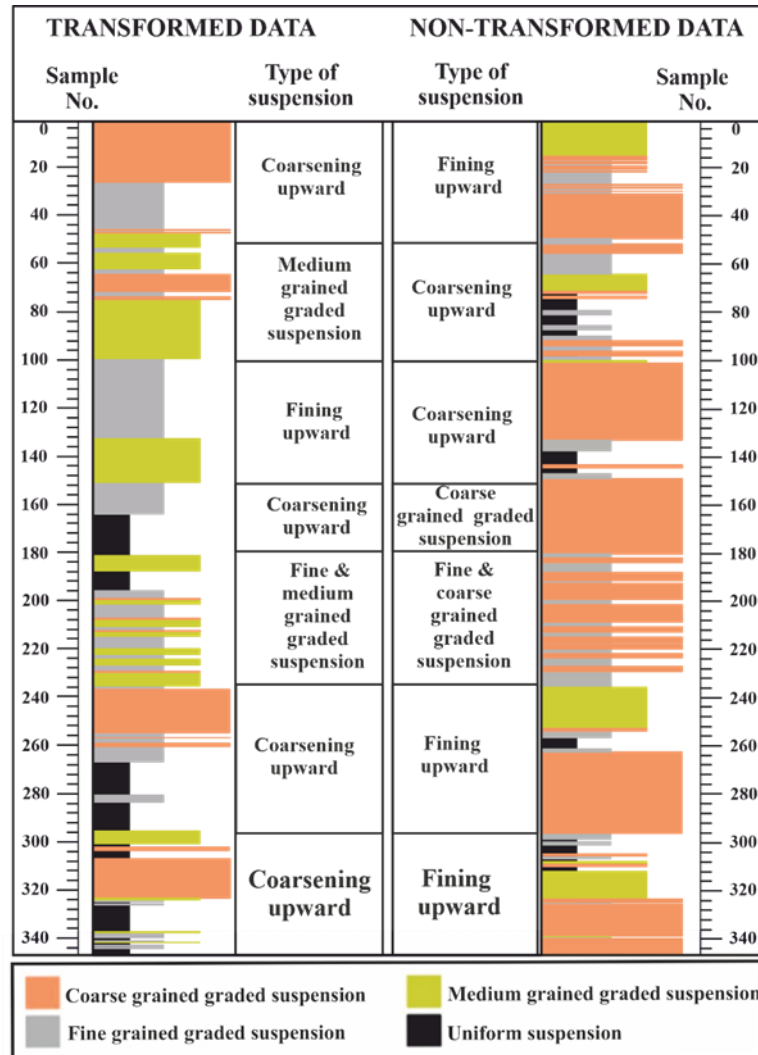 TRANSFORMED DATA
NON-TRANSFORMED DATA
Sample
No.
Type of
suspension
Type of
suspension
Sample
No.
0
20
40
60
80
100
120
140
160
180
200
220
240
260
280
300
320
340
Coarsening
upward
Medium
grained
graded
suspension
Fining
upward
Coarsening
upward
Fine &
medium
grained
graded
suspension
Coarsening
upward
Coarsening
upward
Fining
upward
Coarsening
upward
Coarsening
upward
Coarse
grained graded
suspension
Fine &
coarse
grained
graded
suspension
Fining
upward
Fining
upward
0
20
40
60
80
100
120
140
160
180
200
220
240
260
280
300
320
340
Coarse grained graded suspension
Medium grained graded suspension
Fine grained graded suspension
Uniform suspension